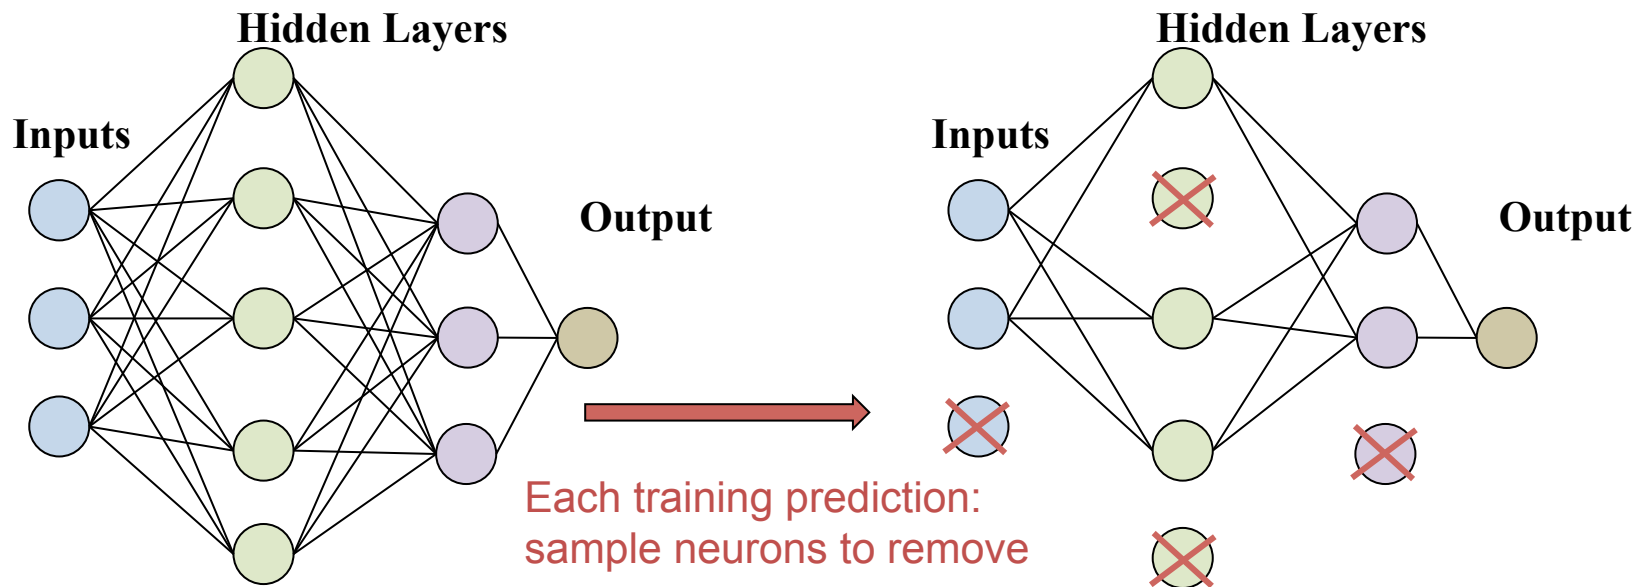 Hidden Layers
Inputs
Output
Each training prediction:
sample neurons to remove
Hidden Layers
Inputs
Output